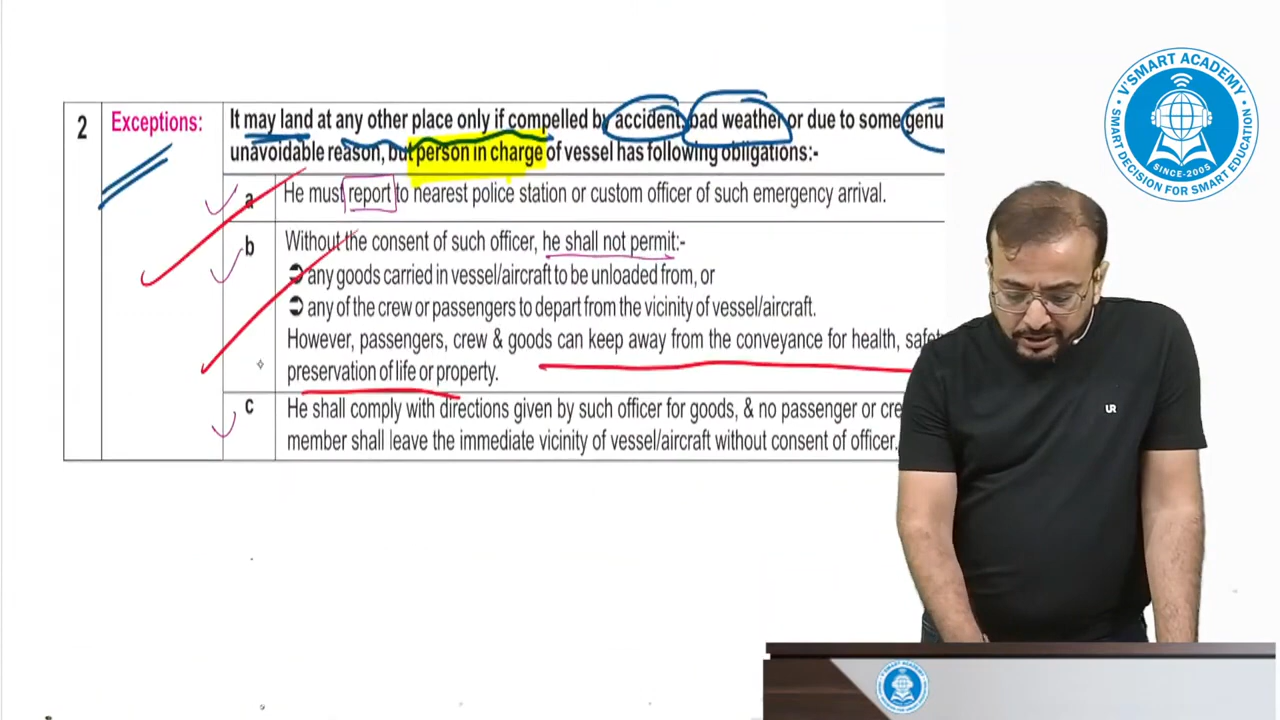 2
Exceptions:
It may land at any other place only if compelled by accident, bad weather or due to some genu
unavoidable reason, but person in charge of vessel has following obligations:-
a
He must report to nearest police station or custom officer of such emergency arrival.
b
Without the consent of such officer, he shall not permit:-
any goods carried in vessel/aircraft to be unloaded from, or
any of the crew or passengers to depart from the vicinity of vessel/aircraft.
However, passengers, crew & goods can keep away from the conveyance for health, safet
preservation of life or property.
c
He shall comply with directions given by such officer for goods, & no passenger or cre
member shall leave the immediate vicinity of vessel/aircraft without consent of officer.
V'SMART ACADEMY
SINCE-2005
SMART DECISION FOR SMART EDUCATION
UR
V'SMART ACADEMY